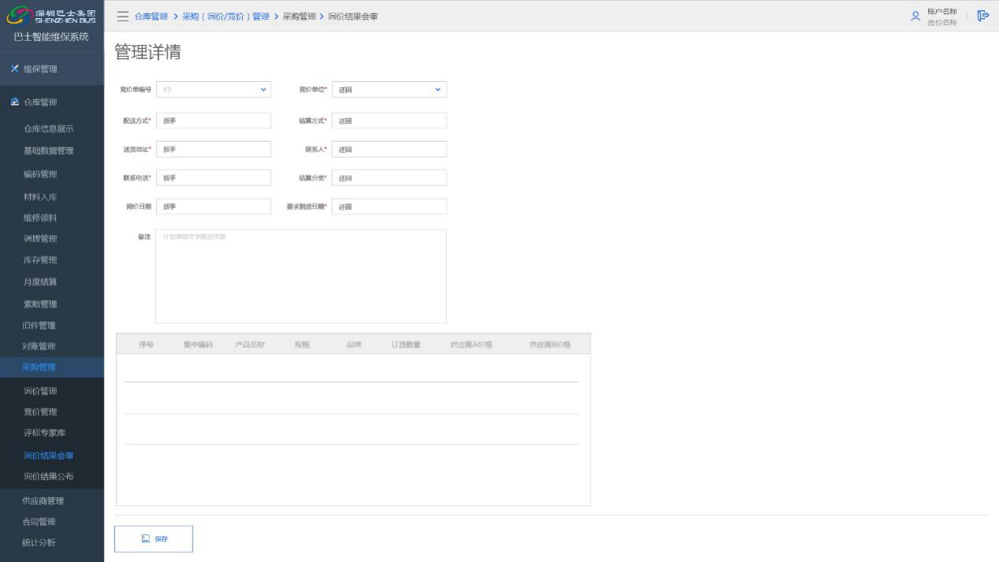 深圳巴士集团
SHENZHEN BUS
巴士智能维保系统
维保管理
仓库管理
仓库信息展示
基础数据管理
编码管理
材料入库
维修领料
调拨管理
库存管理
月度结算
索赔管理
旧件管理
对账管理
采购管理
询价管理
竞价管理
评标专家库
询价结果会审
询价结果公布
供应商管理
合同管理
统计分析
仓库管理 > 采购(询价/竞价)管理 > 采购管理 > 询价结果会审
账户名称
岗位名称
管理详情
竞价单编号 K9 竞价单位* 还回
配送方式* 扳手 结算方式* 还回
送货地址* 扳手 联系人* 还回
联系电话* 扳手 结算分类* 还回
询价日期 扳手 要求到货日期* 还回
备注 计划详细文字描述内容
序号 集中编码 产品名称 规格 品牌 订货数量 供应商A价格 供应商B价格
保存